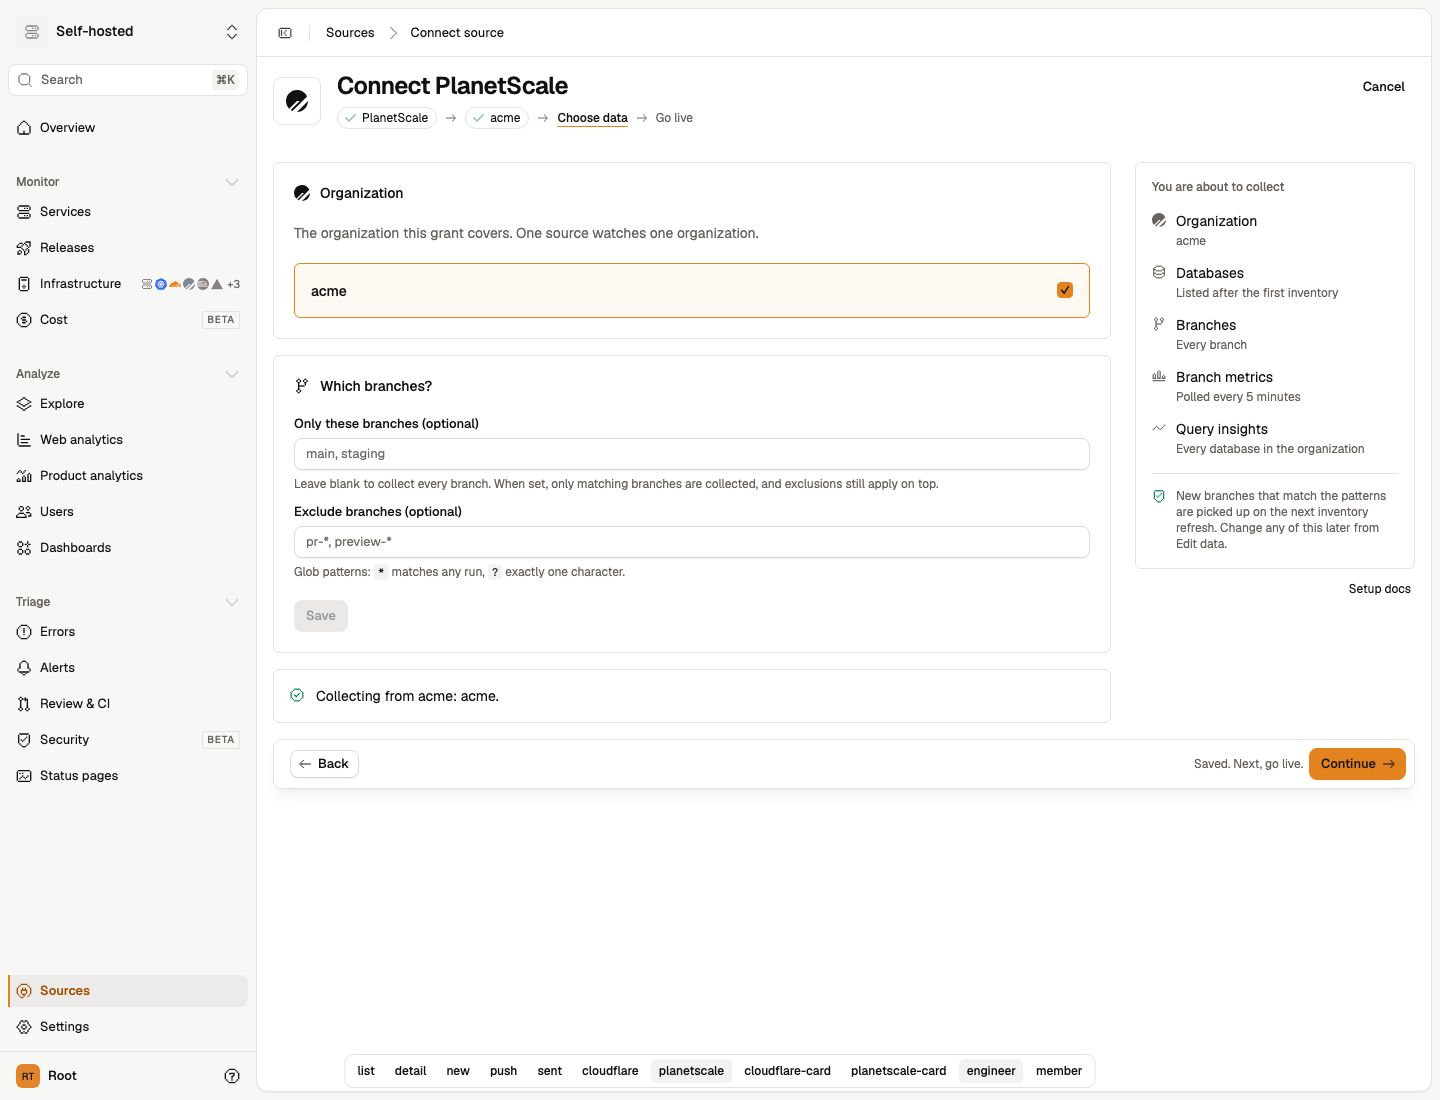 Self-hosted
Search ⌘K
Overview
Monitor
Services
Releases
Infrastructure +3
Cost BETA
Analyze
Explore
Web analytics
Product analytics
Users
Dashboards
Triage
Errors
Alerts
Review & CI
Security BETA
Status pages
Sources
Settings
RT Root
Sources Connect source
Connect PlanetScale
Cancel
PlanetScale → acme → Choose data → Go live
Organization
The organization this grant covers. One source watches one organization.
acme
Which branches?
Only these branches (optional)
main, staging
Leave blank to collect every branch. When set, only matching branches are collected, and exclusions still apply on top.
Exclude branches (optional)
pr-*, preview-*
Glob patterns: * matches any run, ? exactly one character.
Save
Collecting from acme: acme.
← Back
Saved. Next, go live.
Continue →
You are about to collect
Organization
acme
Databases
Listed after the first inventory
Branches
Every branch
Branch metrics
Polled every 5 minutes
Query insights
Every database in the organization
New branches that match the patterns
are picked up on the next inventory
refresh. Change any of this later from
Edit data.
Setup docs
list detail new push sent cloudflare planetscale cloudflare-card planetscale-card engineer member